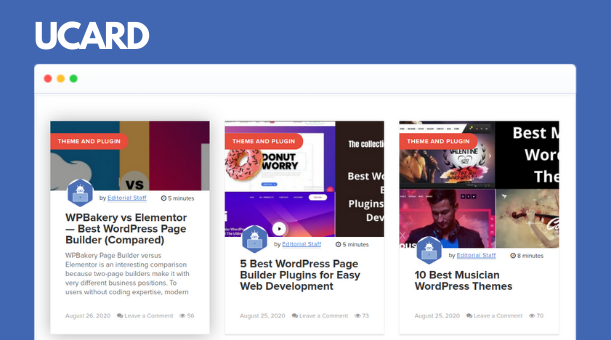 UCARD
THEME AND PLUGIN
VS
by Editorial Staff 5 minutes
WPBakery vs Elementor
— Best WordPress Page
Builder (Compared)
WPBakery Page Builder versus
Elementor is an interesting comparison
because two-page builders make it with
very different business positions. To
users without coding expertise, modern
August 26, 2020 Leave a Comment 56
THEME AND PLUGIN
DONUT
WORRY
The collecti
Best Wo
Plugins
Dev
by Editorial Staff 5 minutes
5 Best WordPress Page
Builder Plugins for Easy
Web Development
August 25, 2020 Leave a Comment 73
THEME AND PLUGIN
VALENTINE
Best M
Wor
The
by Editorial Staff 8 minutes
10 Best Musician
WordPress Themes
August 25, 2020 Leave a Comment 70